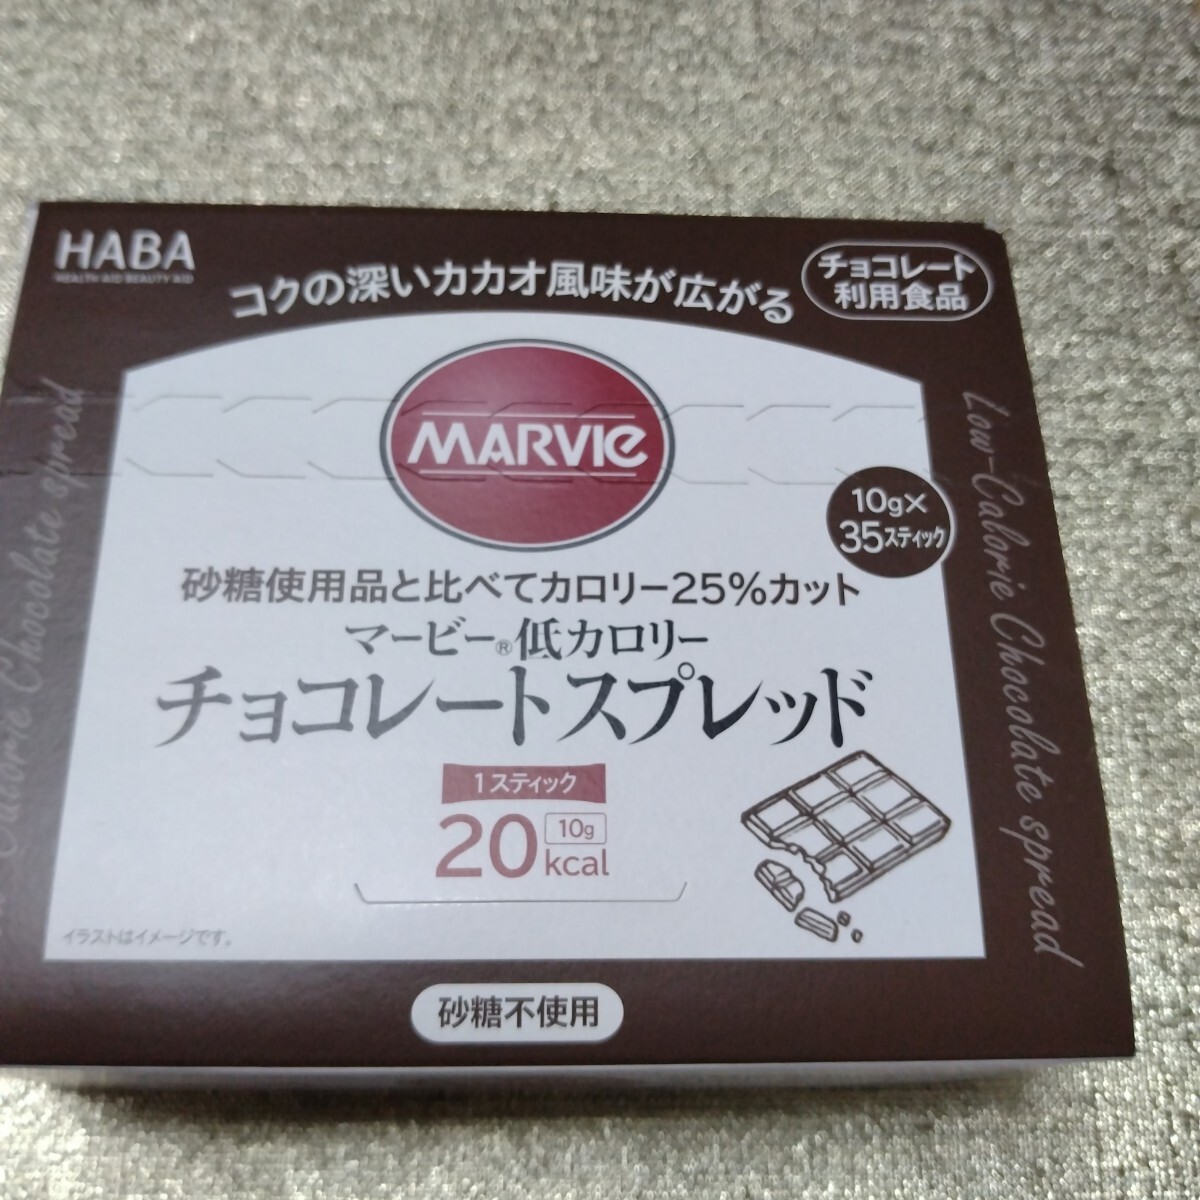 HABA
HEALTH AID BEAUTY AID
コクの深いカカオ風味が広がる
チョコレート
利用食品
MARVIe
10g×
35スティック
砂糖使用品と比べてカロリー25%カット
マービー®低カロリー
チョコレートスプレッド
1スティック
20 10g
kcal
イラストはイメージです。
砂糖不使用
Calorie Chocolate spread
Low-Calorie Chocolate spread